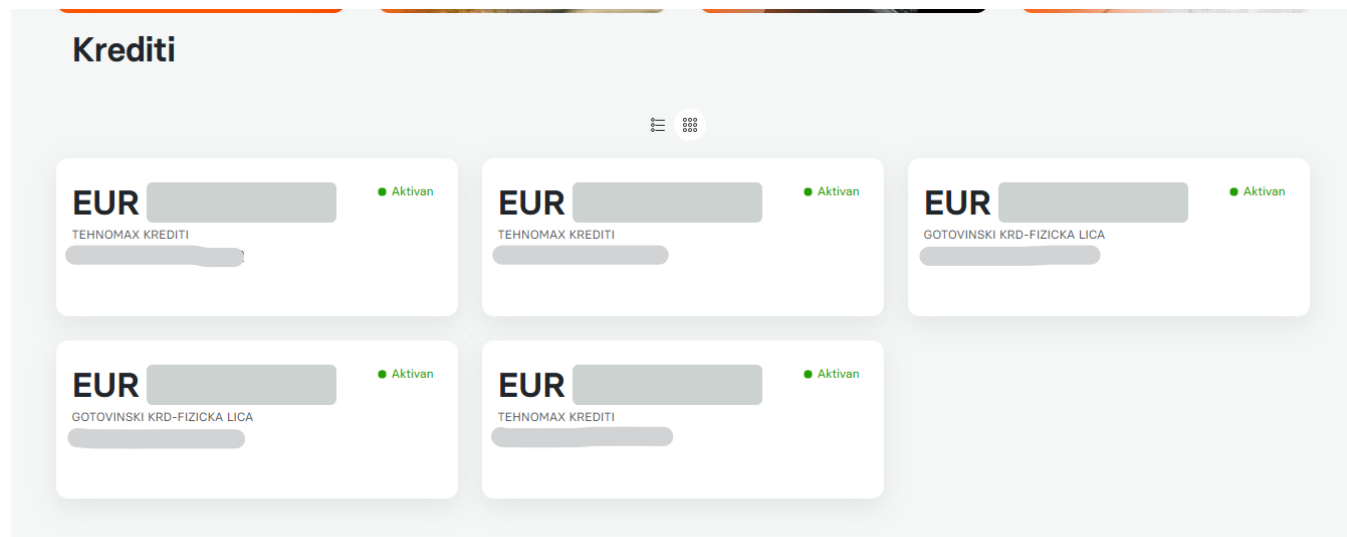 Krediti
EUR
Aktivan
TEHNOMAX KREDITI
EUR
Aktivan
TEHNOMAX KREDITI
EUR
Aktivan
GOTOVINSKI KRD-FIZICKA LICA
EUR
Aktivan
GOTOVINSKI KRD-FIZICKA LICA
EUR
Aktivan
TEHNOMAX KREDITI